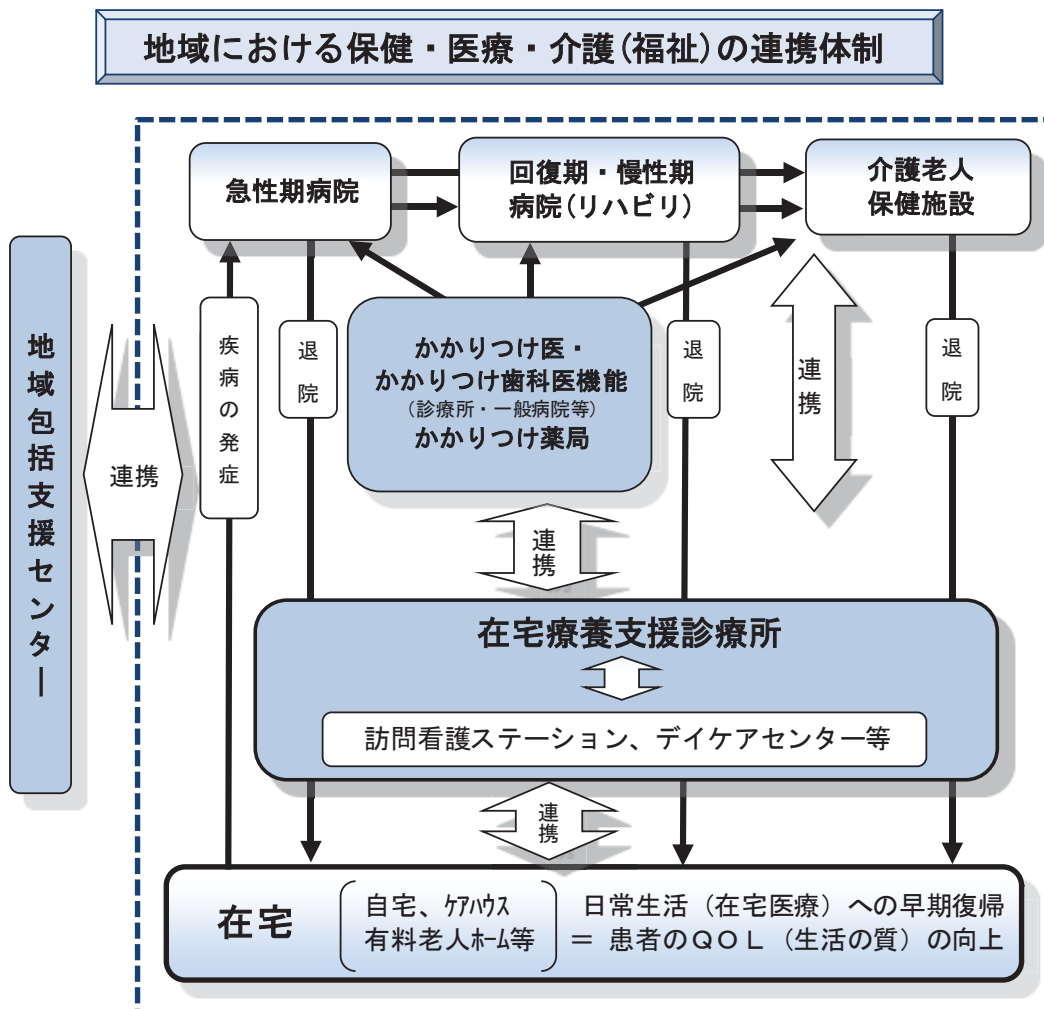 地域における保健・医療・介護(福祉)の連携体制
急性期病院
回復期・慢性期
病院(リハビリ)
介護老人
保健施設
地域包括支援センター
連携
疾病の発症
退院
かかりつけ医・
かかりつけ歯科医機能
(診療所・一般病院等)
かかりつけ薬局
退院
連携
退院
連携
在宅療養支援診療所
訪問看護ステーション、デイケアセンター等
連携
在宅
自宅、ケアハウス
有料老人ホーム等
日常生活(在宅医療)への早期復帰
= 患者のQOL(生活の質)の向上